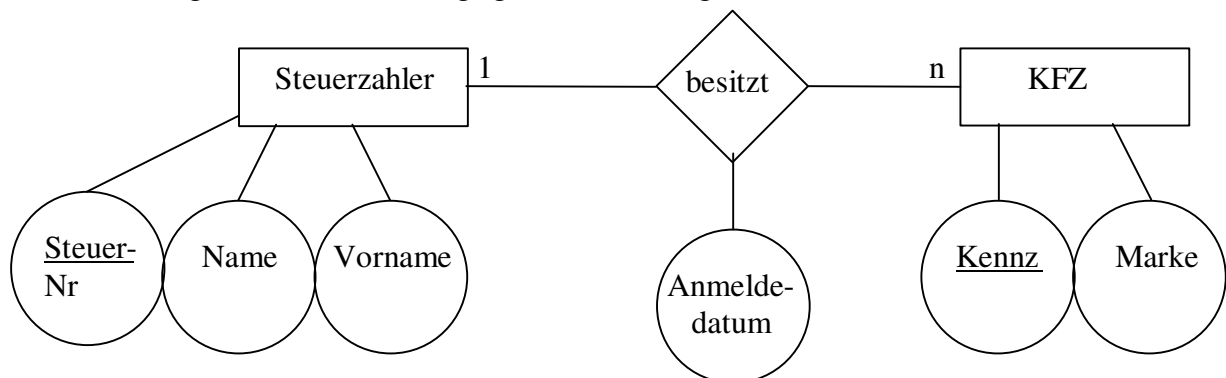 Steuerzahler
1
besitzt
n
KFZ
Steuer-
Nr
Name
Vorname
Anmelde-
datum
Kennz
Marke